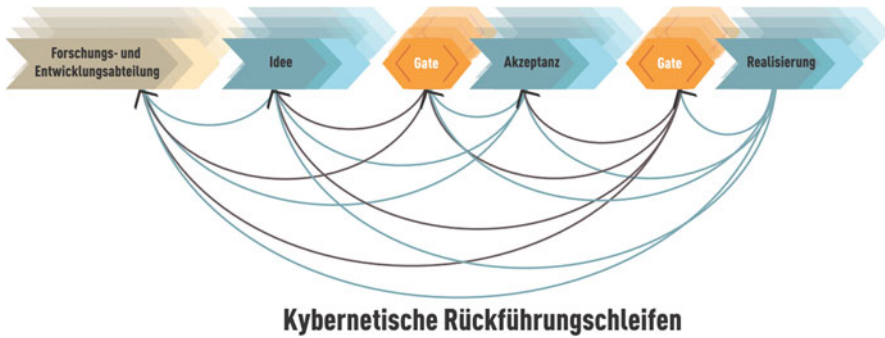 Forschungs- und
Entwicklungsabteilung
Idee
Gate
Akzeptanz
Gate
Realisierung
Kybernetische Rückführungschleifen